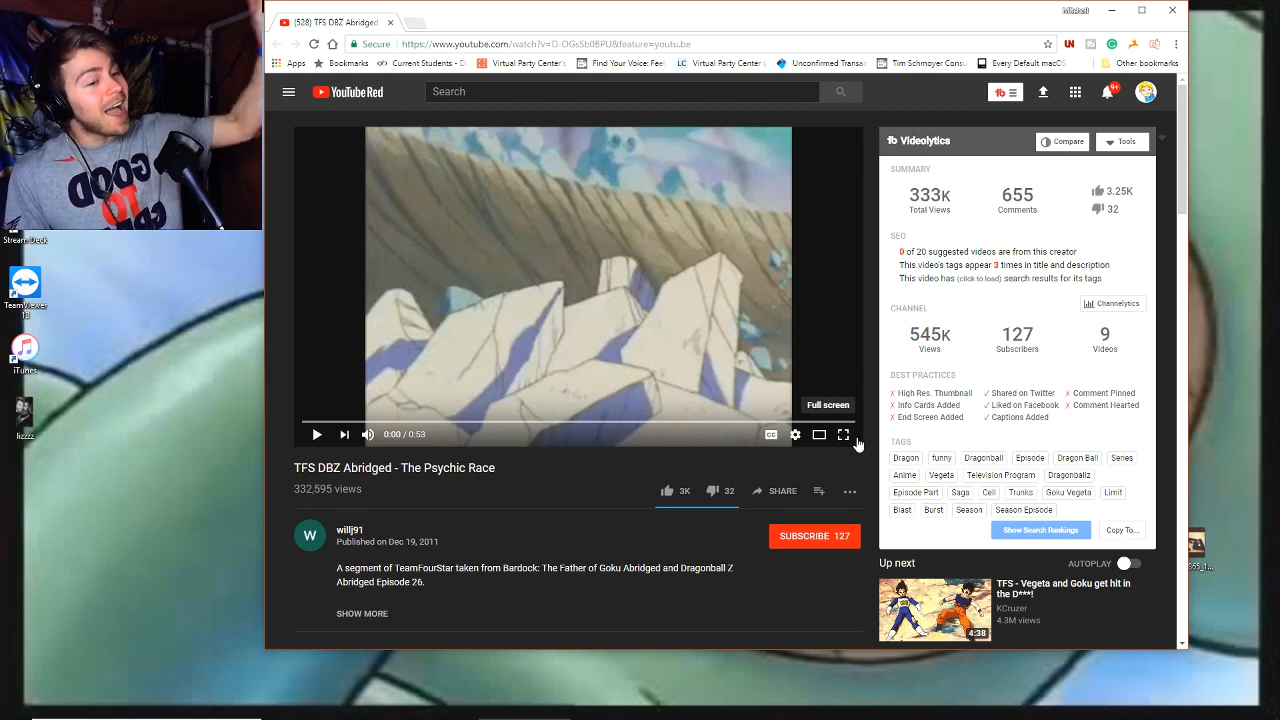 Mitchell
(528) TFS DBZ Abridged
Secure
https://www.youtube.com/watch?v=D-OGsSb0BPU&feature=youtu.be
Apps
Bookmarks
Current Students - D
Virtual Party Center's
Find Your Voice: Feel
Virtual Party Center (
Unconfirmed Transac
Tim Schmoyer Consu
Every Default macOS
Other bookmarks
YouTube Red
Search
tb
9+
tb Videolytics
Compare
Tools
SUMMARY
333K
655
3.25K
Total Views
Comments
32
SEO
0 of 20 suggested videos are from this creator
This video's tags appear 3 times in title and description
This video has (click to load) search results for its tags
CHANNEL
Channelytics
545K
127
9
Views
Subscribers
Videos
BEST PRACTICES
✗ High Res. Thumbnail
✓ Shared on Twitter
✗ Comment Pinned
✗ Info Cards Added
✓ Liked on Facebook
✗ Comment Hearted
✗ End Screen Added
✓ Captions Added
TAGS
Dragon
funny
Dragonball
Episode
Dragon Ball
Series
Anime
Vegeta
Television Program
Dragonballz
Episode Part
Saga
Cell
Trunks
Goku Vegeta
Limit
Blast
Burst
Season
Season Episode
Show Search Rankings
Copy To...
Up next
AUTOPLAY
TFS - Vegeta and Goku get hit in
the D***!
KCruzer
4.3M views
4:38
Full screen
0:00 / 0:53
CC
TFS DBZ Abridged - The Psychic Race
332,595 views
3K
32
SHARE
W
willj91
Published on Dec 19, 2011
SUBSCRIBE 127
A segment of TeamFourStar taken from Bardock: The Father of Goku Abridged and Dragonball Z
Abridged Episode 26.
SHOW MORE
GOOD
TO
Stream Deck
TeamViewer
13
iTunes
lizzzz